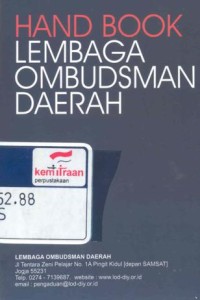 HAND BOOK
LEMBAGA
OMBUDSMAN
DAERAH
kemitraan
perpustakaan
52.88
S
LEMBAGA OMBUDSMAN DAERAH
Jl Tentara Zeni Pelajar No. 1A Pingit Kidul [depan SAMSAT]
Jogja 55231
Telp. 0274 - 7139687, website : www.lod-diy.or.id
email : pengaduan@lod-diy.or.id